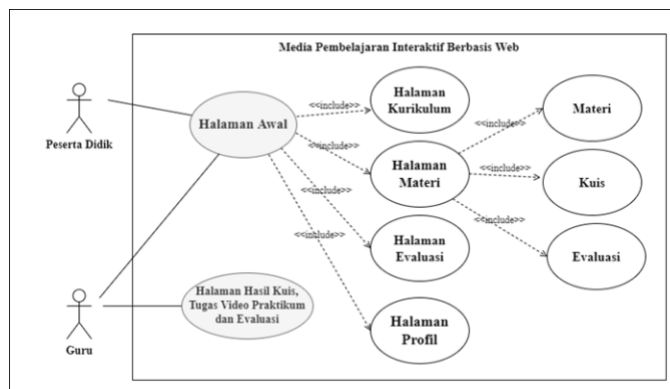 Media Pembelajaran Interaktif Berbasis Web
Peserta Didik
Guru
Halaman Awal
Halaman Hasil Kuis,
Tugas Video Praktikum
dan Evaluasi
<<include>>
<<include>>
<<include>>
<<include>>
Halaman
Kurikulum
Halaman
Materi
Halaman
Evaluasi
Halaman
Profil
<<include>>
<<include>>
<<include>>
Materi
Kuis
Evaluasi